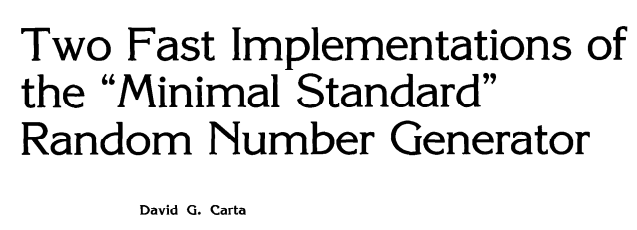 Two Fast Implementations of
the “Minimal Standard”
Random Number Generator
David G. Carta